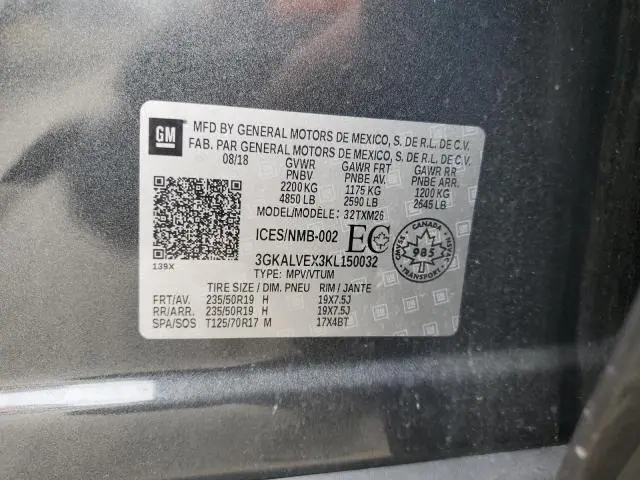 GM
MFD BY GENERAL MOTORS DE MEXICO, S. DE R.L. DE C.V.
FAB. PAR GENERAL MOTORS DE MEXICO, S. DE R.L. DE C.V.
08/18 GVWR GAWR FRT GAWR RR
PNBV PNBE AV. PNBE ARR.
2200 KG 1175 KG 1200 KG
4850 LB 2590 LB 2645 LB
MODEL/MODÈLE: 32TXM26
ICES/NMB-002 EC
CANADA
985
TRANSPORT
139X
3GKALVEX3KL150032
TYPE: MPV/VTUM
TIRE SIZE / DIM. PNEU RIM / JANTE
FRT/AV. 235/50R19 H 19X7.5J
RR/ARR. 235/50R19 H 19X7.5J
SPA/SOS T125/70R17 M 17X4BT